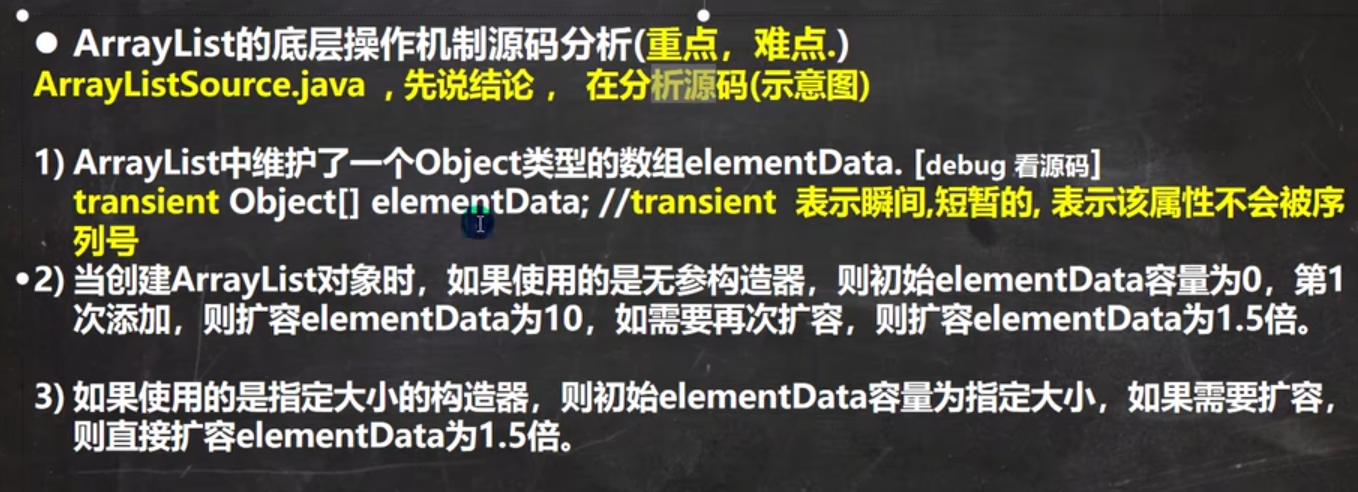 ● ArrayList的底层操作机制源码分析(重点，难点.)
ArrayListSource.java ，先说结论， 在分析源码(示意图)
1) ArrayList中维护了一个Object类型的数组elementData. [debug 看源码]
transient Object[] elementData; //transient 表示瞬间,短暂的, 表示该属性不会被序
列号
•2) 当创建ArrayList对象时，如果使用的是无参构造器，则初始elementData容量为0，第1
次添加，则扩容elementData为10，如需要再次扩容，则扩容elementData为1.5倍。
3) 如果使用的是指定大小的构造器，则初始elementData容量为指定大小，如果需要扩容，
则直接扩容elementData为1.5倍。